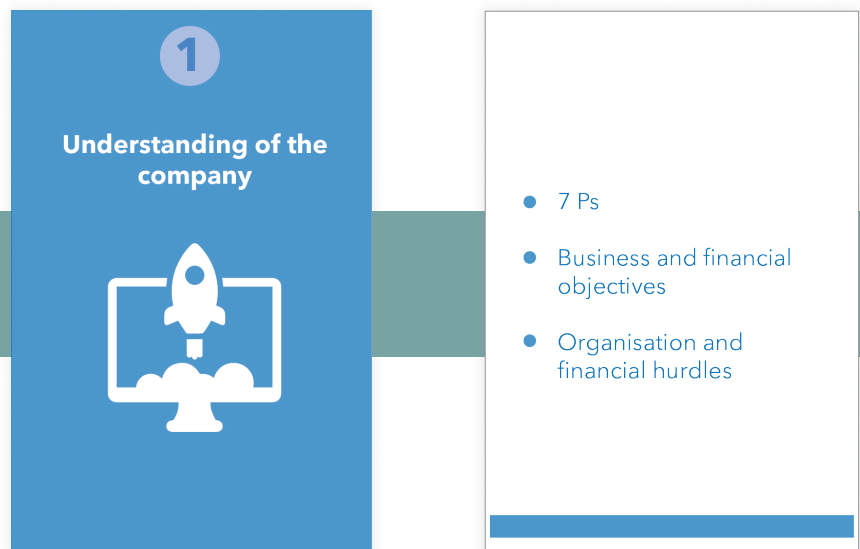 1
Understanding of the
company
7 Ps
Business and financial
objectives
Organisation and
financial hurdles